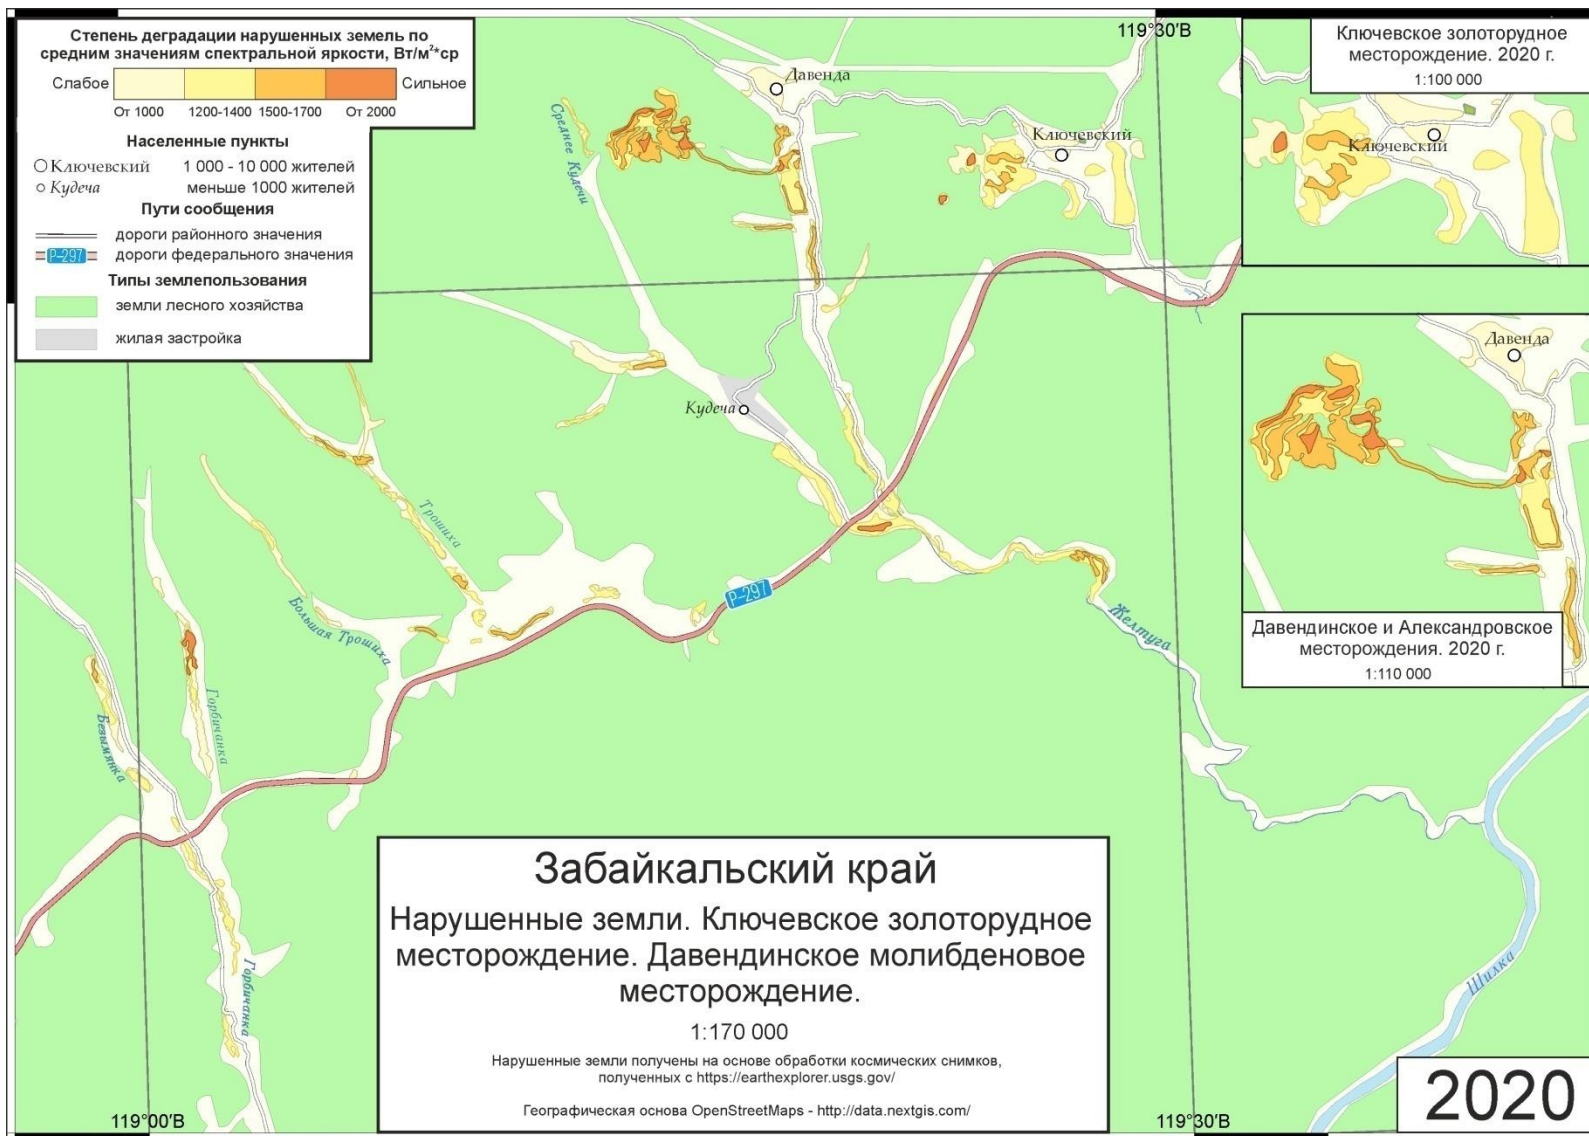 Степень деградации нарушенных земель по
средним значениям спектральной яркости, Вт/м²*ср
Слабое
Сильное
От 1000
1200-1400
1500-1700
От 2000
Населенные пункты
Ключевский 1 000 - 10 000 жителей
Кудеча меньше 1000 жителей
Пути сообщения
дороги районного значения
Р-297 дороги федерального значения
Типы землепользования
земли лесного хозяйства
жилая застройка
119°30'В
Ключевское золоторудное
месторождение. 2020 г.
1:100 000
Ключевский
Давенда
Ключевский
Среднее Кудечи
Кудеча
Давенда
Давендинское и Александровское
месторождения. 2020 г.
1:110 000
Трошиха
Большая Трошиха
Р-297
Желтуга
Горбичанка
Безымянка
Горбичанка
Шилка
Забайкальский край
Нарушенные земли. Ключевское золоторудное
месторождение. Давендинское молибденовое
месторождение.
1:170 000
Нарушенные земли получены на основе обработки космических снимков,
полученных с https://earthexplorer.usgs.gov/
Географическая основа OpenStreetMaps - http://data.nextgis.com/
119°00'В
119°30'В
2020